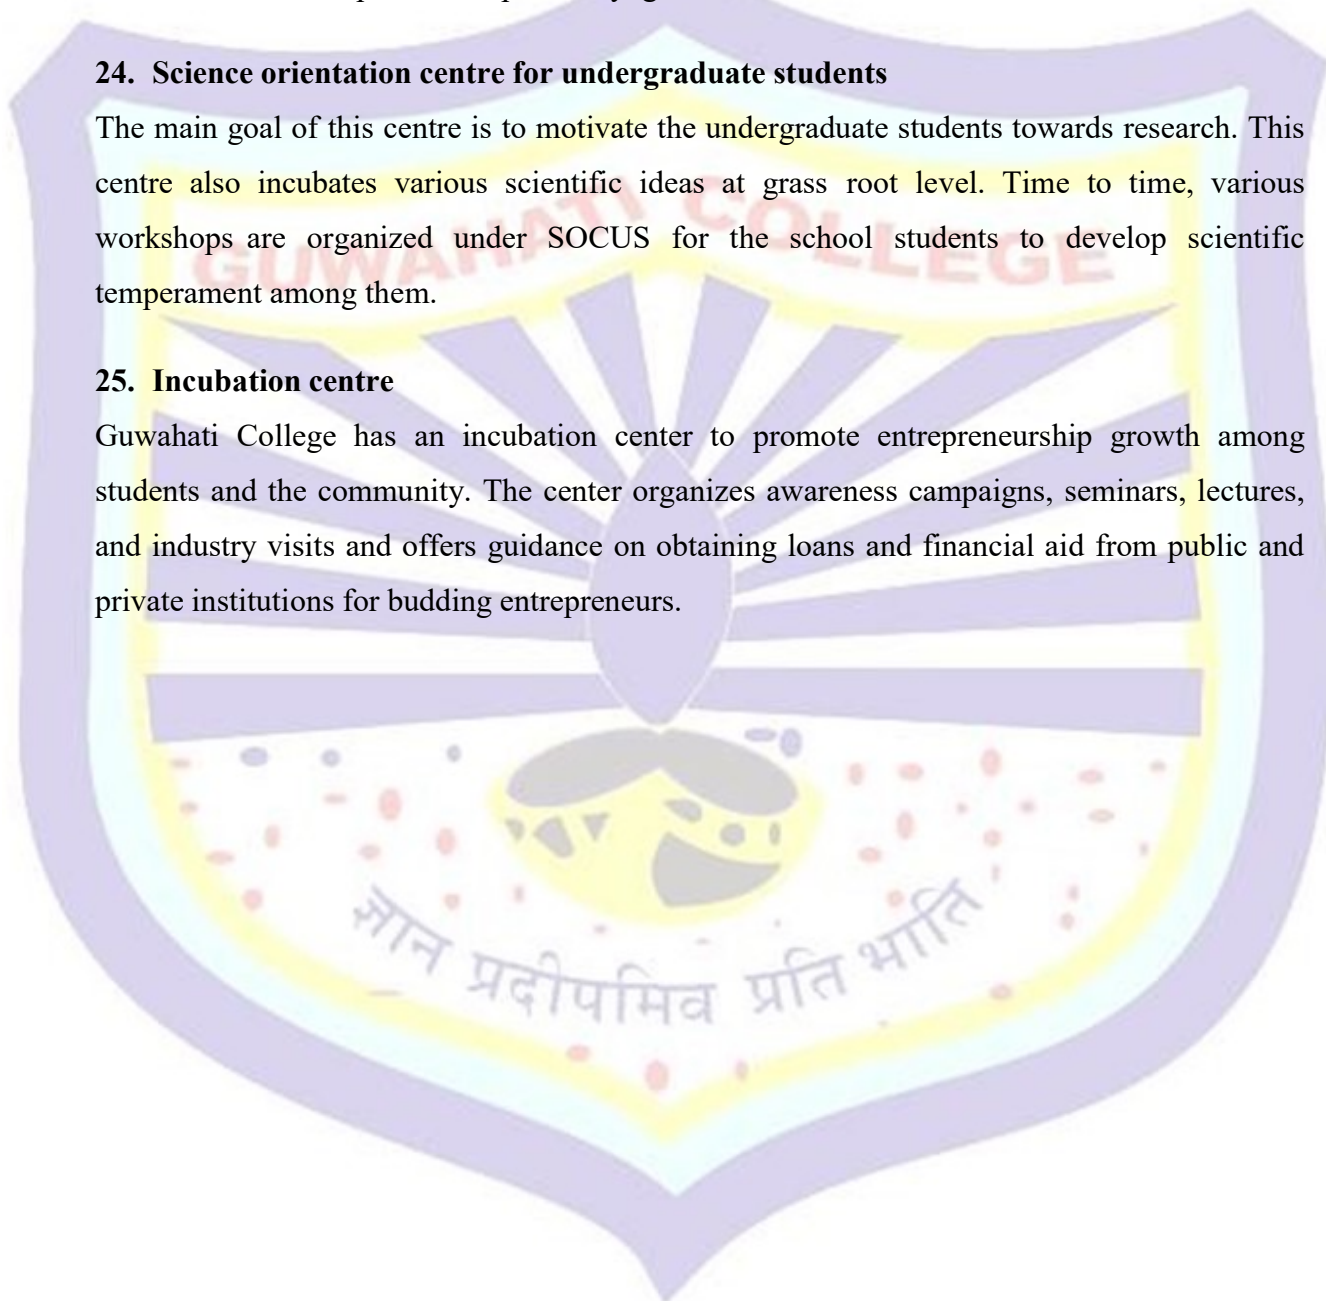 24. Science orientation centre for undergraduate students
The main goal of this centre is to motivate the undergraduate students towards research. This
centre also incubates various scientific ideas at grass root level. Time to time, various
workshops are organized under SOCUS for the school students to develop scientific
temperament among them.
GUWAHATI COLLEGE
25. Incubation centre
Guwahati College has an incubation center to promote entrepreneurship growth among
students and the community. The center organizes awareness campaigns, seminars, lectures,
and industry visits and offers guidance on obtaining loans and financial aid from public and
private institutions for budding entrepreneurs.
ज्ञान प्रदीपमिव प्रति भाति